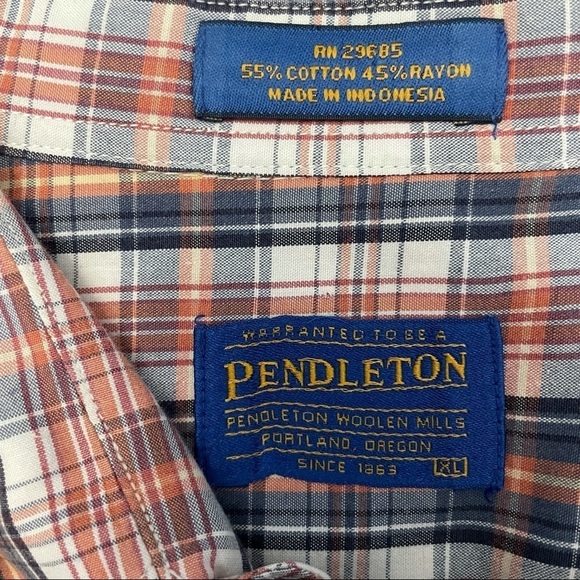 RN 29685
55% COTTON 45% RAYON
MADE IN INDONESIA
WARRANTED TO BE A
PENDLETON
PENDLETON WOOLEN MILLS
PORTLAND, OREGON
SINCE 1863 XL